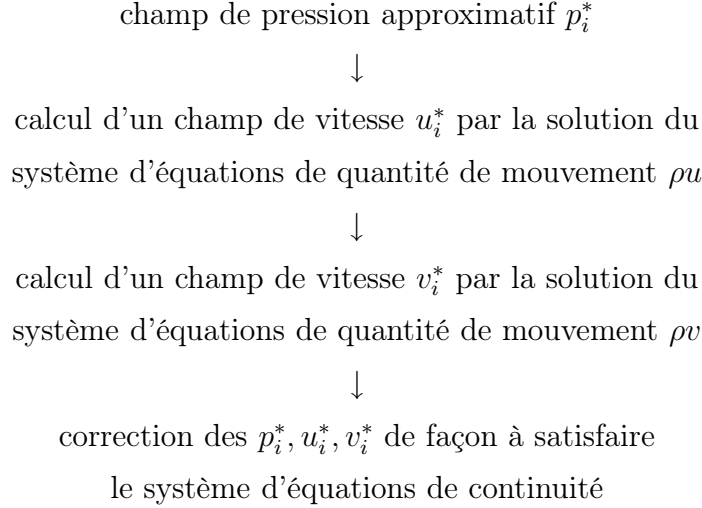 champ de pression approximatif $p_i^*$
↓
calcul d'un champ de vitesse $u_i^*$ par la solution du
système d'équations de quantité de mouvement $\rho u$
↓
calcul d'un champ de vitesse $v_i^*$ par la solution du
système d'équations de quantité de mouvement $\rho v$
↓
correction des $p_i^*, u_i^*, v_i^*$ de façon à satisfaire
le système d'équations de continuité